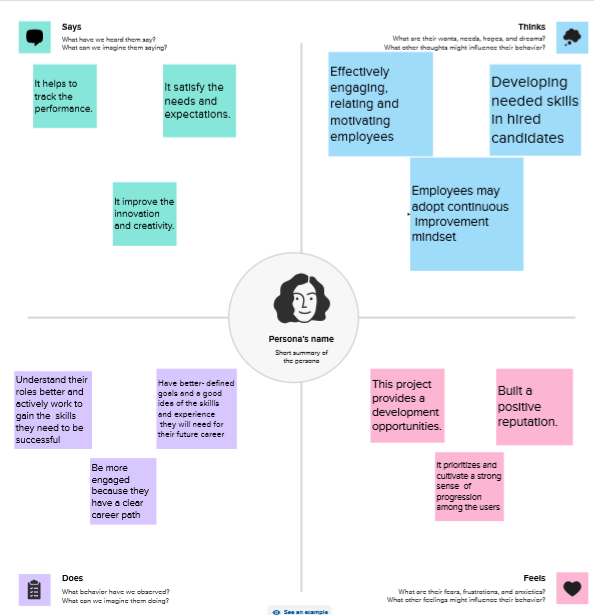 Says
What have we heard them say?
What can we imagine them saying?
It helps to
track the
performance.
It satisfy the
needs and
expectations.
It improve the
innovation
and creativity.
Thinks
What are their wants, needs, hopes, and dreams?
What other thoughts might influence their behavior?
Effectively
engaging,
relating and
motivating
employees
Developing
needed skills
in hired
candidates
Employees may
adopt continuous
improvement
mindset
Persona's name
Short summary of
the persona
Understand their
roles better and
actively work to
gain the skills
they need to be
successful
Have better- defined
goals and a good
idea of the skillls
and experience
they will need for
their future career
Be more
engaged
because they
have a clear
career path
Does
What behavior have we observed?
What can we imagine them doing?
This project
provides a
development
opportunities.
Built a
positive
reputation.
It prioritizes and
cultivate a strong
sense of
progression
among the users
Feels
What are their fears, frustrations, and anxieties?
What other feelings might influence their behavior?
See an example